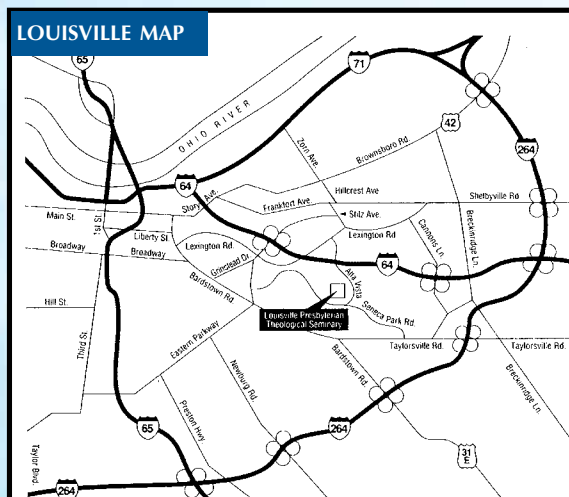 LOUISVILLE MAP
65
71
OHIO RIVER
42
Zorn Ave.
Brownsboro Rd.
264
64
Hillcrest Ave
Story Ave.
Frankfort Ave.
Shelbyville Rd.
Main St.
1st St.
Stilz Ave.
Liberty St.
Lexington Rd.
Lexington Rd
Cannons Ln.
Breckinridge Ln.
Broadway
Broadway
Grinstead Dr.
64
Bardstown Rd.
Alta Vista
Hill St.
Seneca Park Rd.
Louisville Presbyterian
Theological Seminary
Third St.
Eastern Parkway
Taylorsville Rd.
Taylorsville Rd.
Newburg Rd.
Bardstown Rd.
Breckinridge Ln.
Preston Hwy.
65
264
Taylor Blvd.
31
E
264